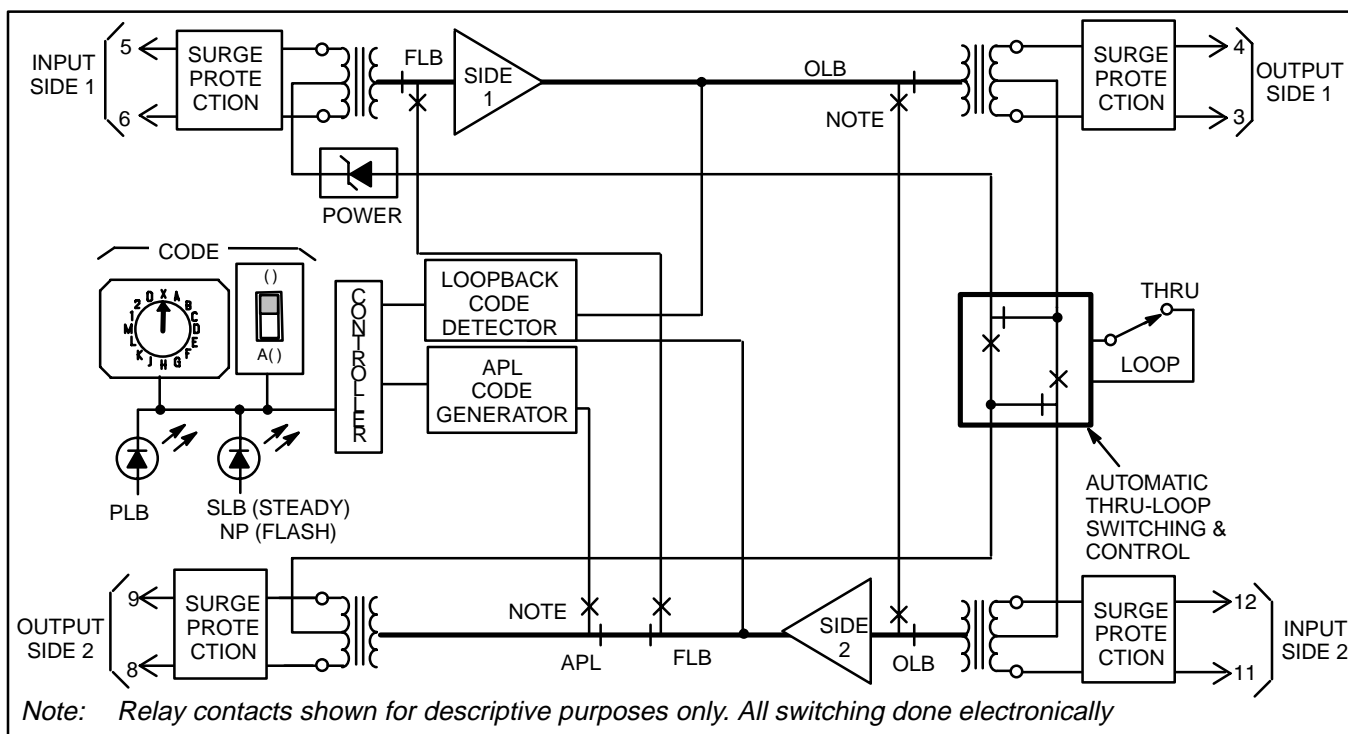 INPUT
SIDE 1
5
6
SURGE
PROTE
CTION
FLB
SIDE
1
OLB
NOTE
SURGE
PROTE
CTION
4
3
OUTPUT
SIDE 1
POWER
CODE
X
A
B
C
D
E
F
G
H
J
K
L
M
1
2
0
( )
A( )
CONTROLLER
LOOPBACK
CODE
DETECTOR
APL
CODE
GENERATOR
THRU
LOOP
PLB
SLB (STEADY)
NP (FLASH)
AUTOMATIC
THRU-LOOP
SWITCHING &
CONTROL
OUTPUT
SIDE 2
9
8
SURGE
PROTE
CTION
NOTE
APL
FLB
SIDE
2
OLB
SURGE
PROTE
CTION
12
11
INPUT
SIDE 2
Note: Relay contacts shown for descriptive purposes only. All switching done electronically